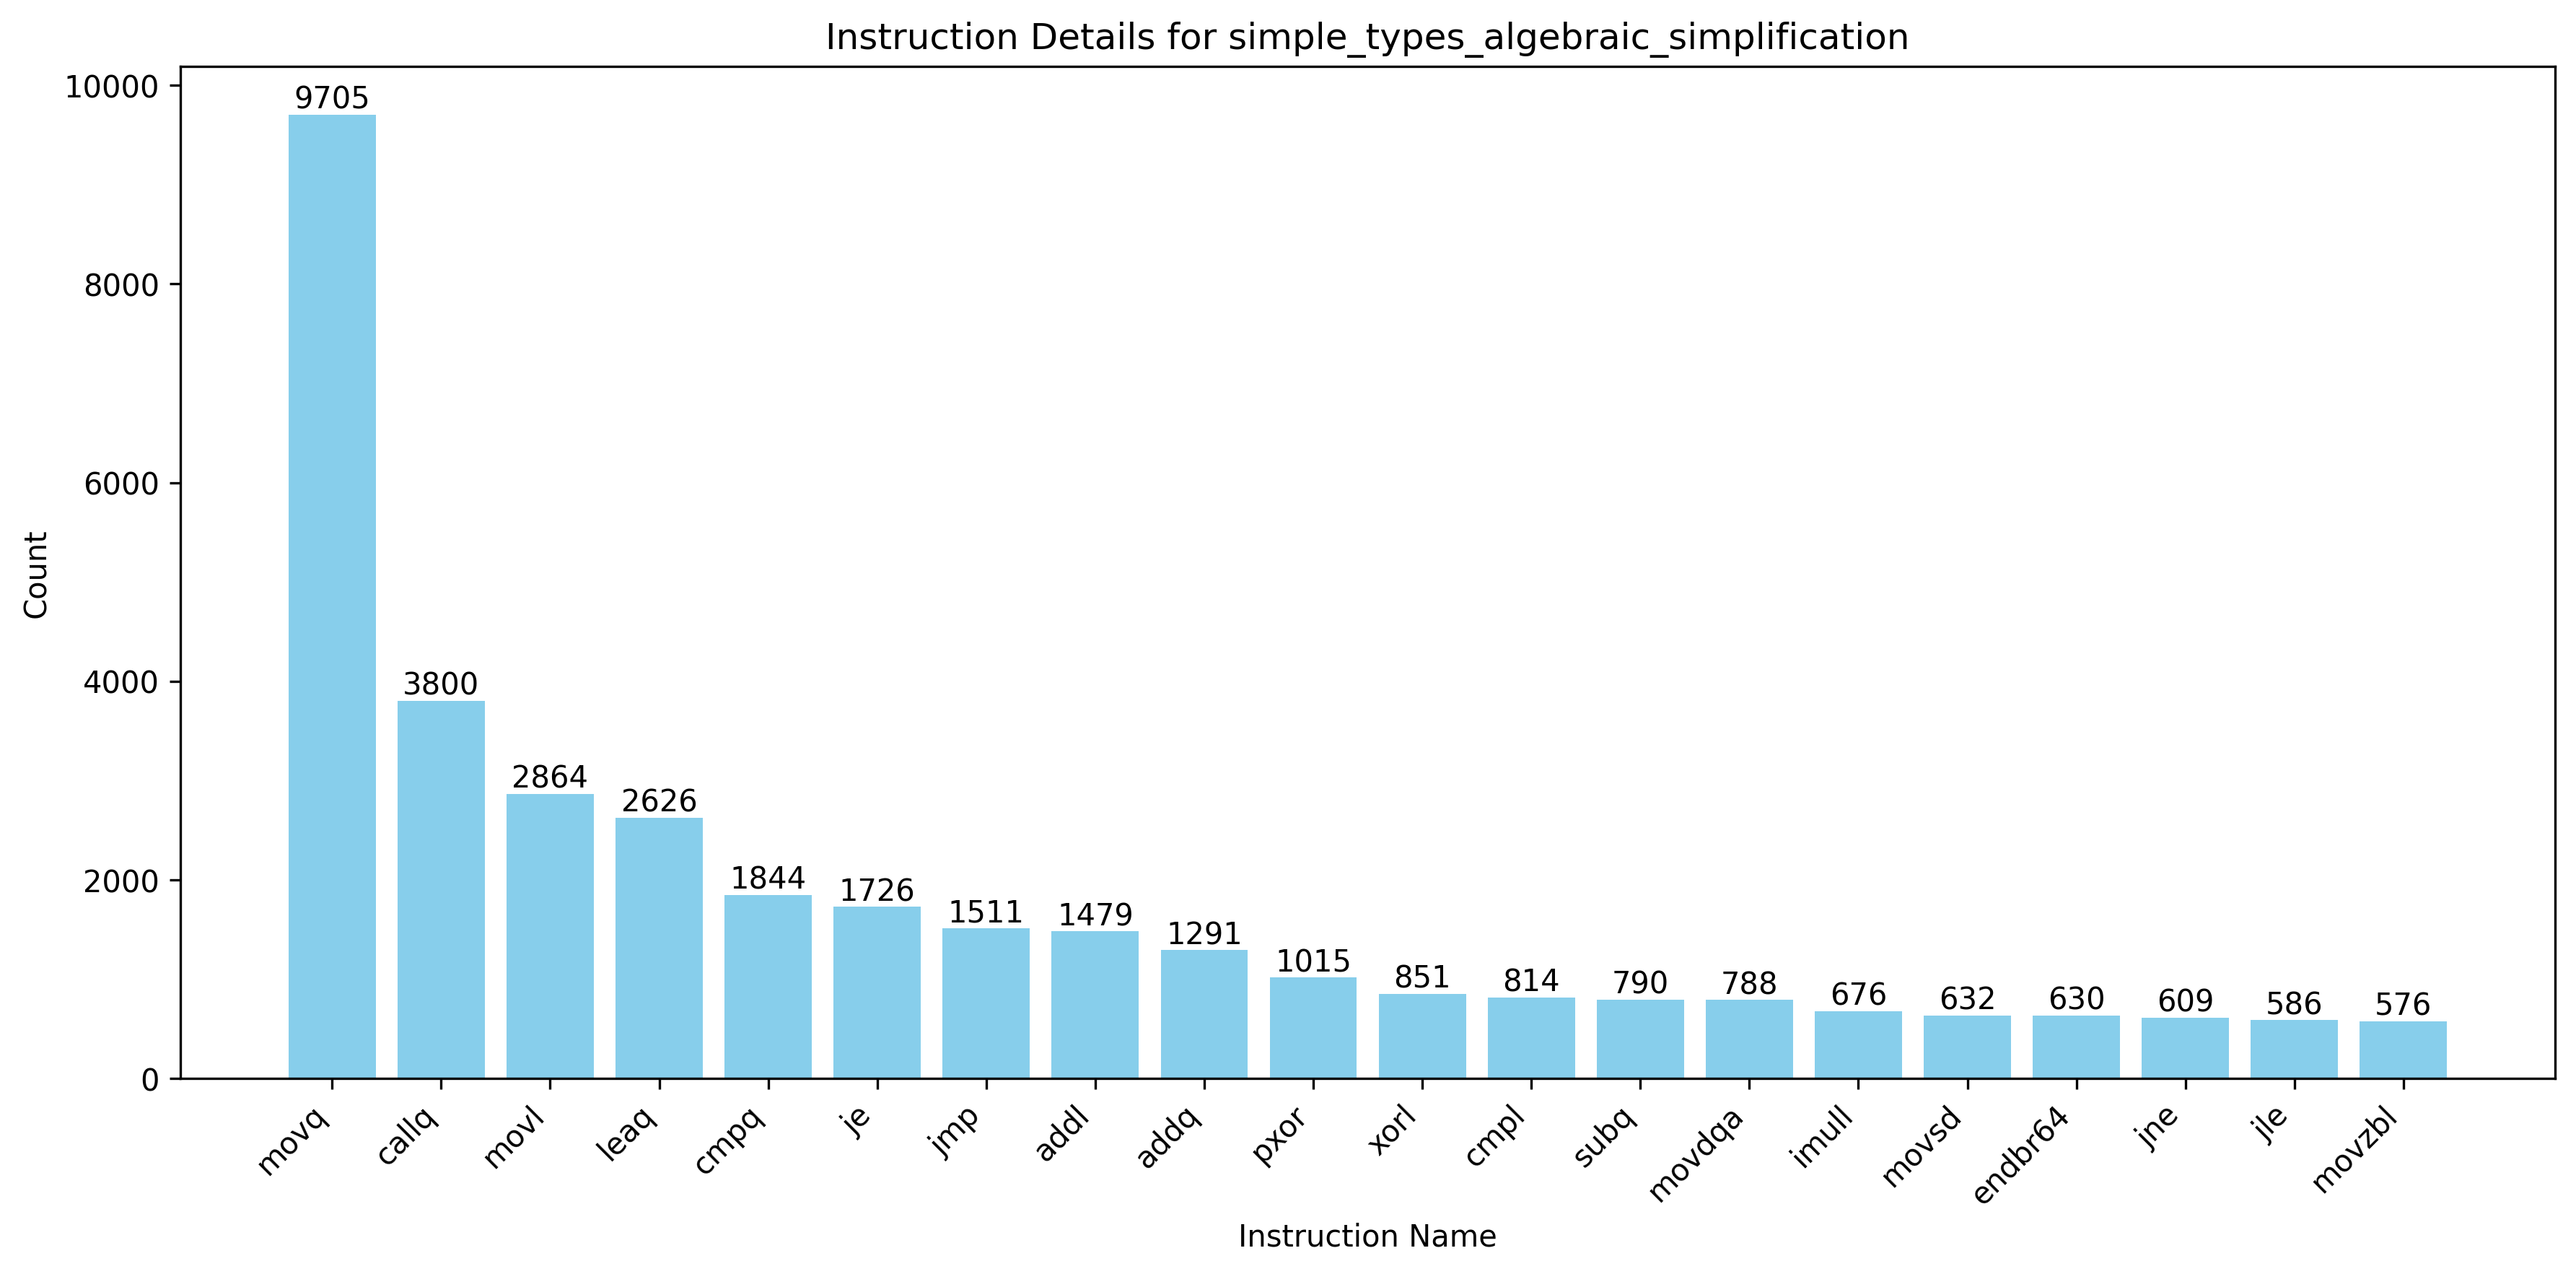 Instruction Details for simple_types_algebraic_simplification
Count
10000
8000
6000
4000
2000
0
9705
3800
2864
2626
1844
1726
1511
1479
1291
1015
851
814
790
788
676
632
630
609
586
576
movq
callq
movl
leaq
cmpq
je
jmp
addl
addq
pxor
xorl
cmpl
subq
movdqa
imull
movsd
endbr64
jne
jle
movzbl
Instruction Name